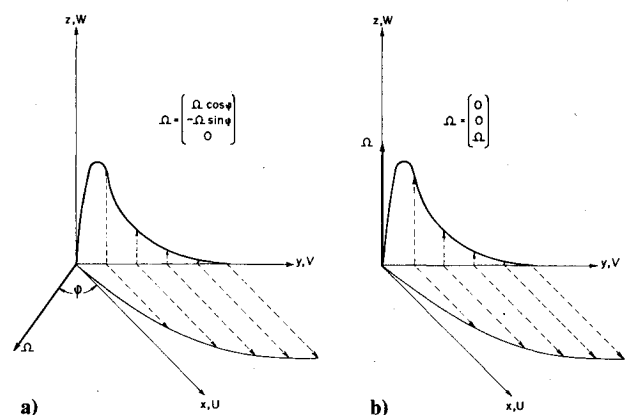 z,W
Ω = ( Ω cosφ
-Ω sinφ
0 )
y,V
φ
Ω
x,U
a)
z,W
Ω
Ω = ( 0
0
Ω )
y,V
x,U
b)